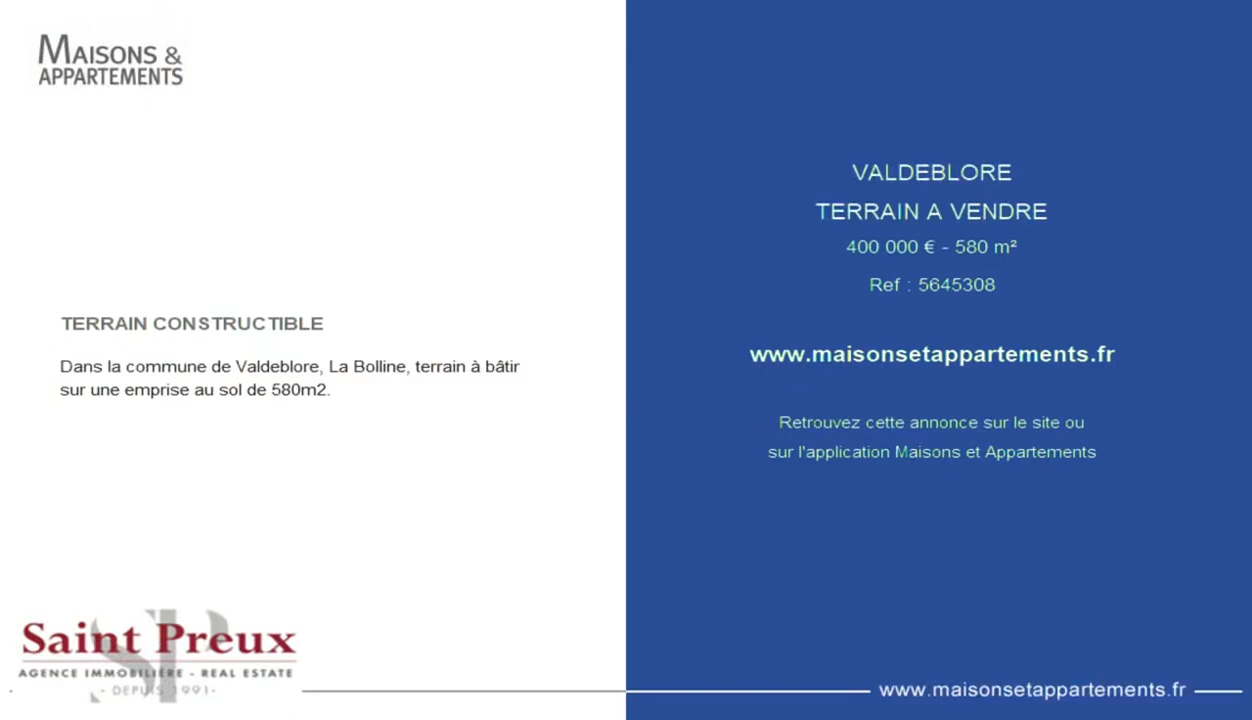 MAISONS &
APPARTEMENTS
TERRAIN CONSTRUCTIBLE
Dans la commune de Valdeblore, La Bolline, terrain à bâtir
sur une emprise au sol de 580m2.
Saint Preux
AGENCE IMMOBILIÈRE - REAL ESTATE
- DEPUIS 1991-
VALDEBLORE
TERRAIN A VENDRE
400 000 € - 580 m²
Ref : 5645308
www.maisonsetappartements.fr
Retrouvez cette annonce sur le site ou
sur l'application Maisons et Appartements
www.maisonsetappartements.fr